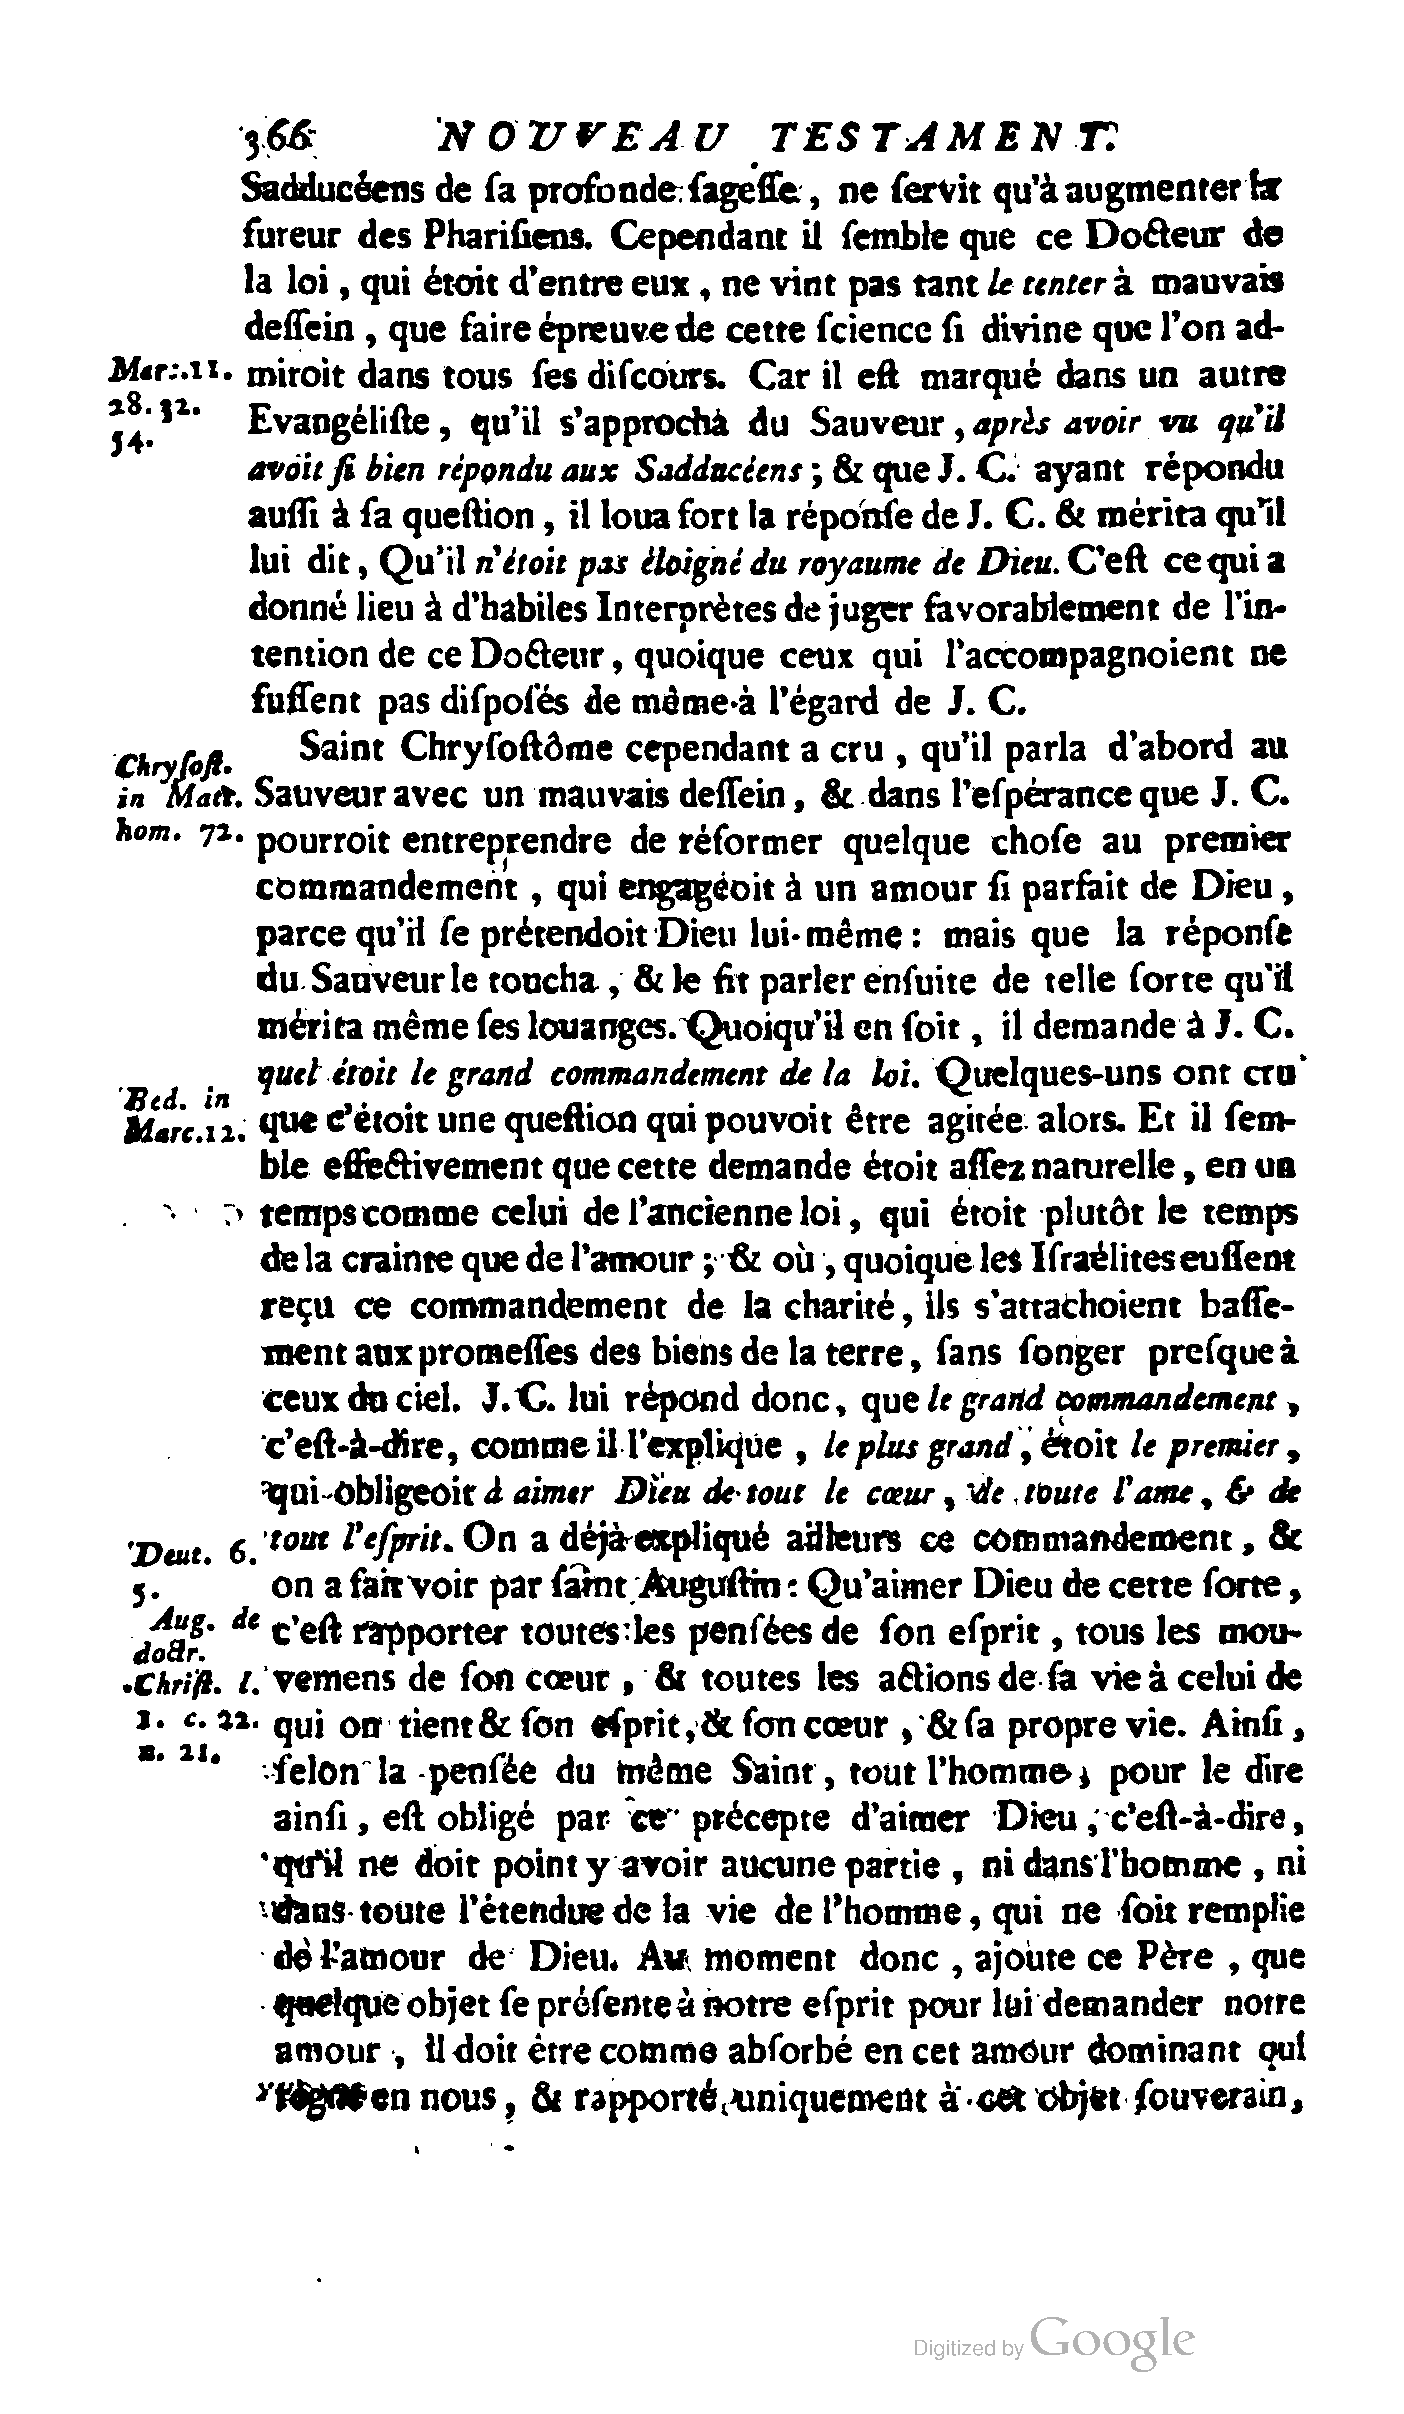 366 NOUVEAU TESTAMENT.
Sadducéens de ſa profonde ſageſſe, ne ſervit qu'à augmenter la
fureur des Phariſiens. Cependant il ſemble que ce Docteur de
la loi, qui étoit d'entre eux, ne vint pas tant le tenter à mauvais
deſſein, que faire épreuve de cette ſcience ſi divine que l'on ad-
Marc. 11. miroit dans tous ſes diſcours. Car il eſt marqué dans un autre
28. 32. Evangéliſte, qu'il s'approcha du Sauveur, après avoir vu qu'il
34. avoit ſi bien répondu aux Sadducéens; & que J. C. ayant répondu
auſſi à ſa queſtion, il loua fort la réponſe de J. C. & mérita qu'il
lui dit, Qu'il n'étoit pas éloigné du royaume de Dieu. C'eſt ce qui a
donné lieu à d'habiles Interprètes de juger favorablement de l'in-
tention de ce Docteur, quoique ceux qui l'accompagnoient ne
fuſſent pas diſpoſés de même à l'égard de J. C.
Chryſoſt. Saint Chryſoſtôme cependant a cru, qu'il parla d'abord au
in Matt. Sauveur avec un mauvais deſſein, & dans l'eſpérance que J. C.
hom. 72. pourroit entreprendre de réformer quelque choſe au premier
commandement, qui engageoit à un amour ſi parfait de Dieu,
parce qu'il ſe prétendoit Dieu lui-même: mais que la réponſe
du Sauveur le toucha, & le fit parler enſuite de telle ſorte qu'il
mérita même ſes louanges. Quoiqu'il en ſoit, il demande à J. C.
quel étoit le grand commandement de la loi. Quelques-uns ont cru
Bed. in
Marc. 12. que c'étoit une queſtion qui pouvoit être agitée alors. Et il ſem-
ble effectivement que cette demande étoit aſſez naturelle, en un
temps comme celui de l'ancienne loi, qui étoit plutôt le temps
de la crainte que de l'amour; & où, quoique les Iſraélites euſſent
reçu ce commandement de la charité, ils s'attachoient baſſe-
ment aux promeſſes des biens de la terre, ſans ſonger preſque à
ceux du ciel. J. C. lui répond donc, que le grand commandement,
c'eſt-à-dire, comme il l'explique, le plus grand, étoit le premier,
qui obligeoit à aimer Dieu de tout le cœur, de toute l'ame, & de
Deut. 6. tout l'eſprit. On a déjà expliqué ailleurs ce commandement, &
5. on a fait voir par ſaint Auguſtin: Qu'aimer Dieu de cette ſorte,
Aug. de c'eſt rapporter toutes les penſées de ſon eſprit, tous les mou-
doctr.
Chriſt. l. vemens de ſon cœur, & toutes les actions de ſa vie à celui de
1. c. 22. qui on tient & ſon eſprit, & ſon cœur, & ſa propre vie. Ainſi,
n. 21. ſelon la penſée du même Saint, tout l'homme, pour le dire
ainſi, eſt obligé par ce précepte d'aimer Dieu, c'eſt-à-dire,
qu'il ne doit point y avoir aucune partie, ni dans l'homme, ni
dans toute l'étendue de la vie de l'homme, qui ne ſoit remplie
de l'amour de Dieu. Au moment donc, ajoute ce Père, que
quelque objet ſe préſente à notre eſprit pour lui demander notre
amour, il doit être comme abſorbé en cet amour dominant qui
règne en nous, & rapporté uniquement à cet objet ſouverain,
Digitized by Google